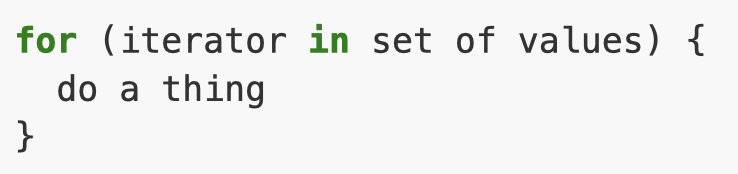 for (iterator in set of values) {
  do a thing
}